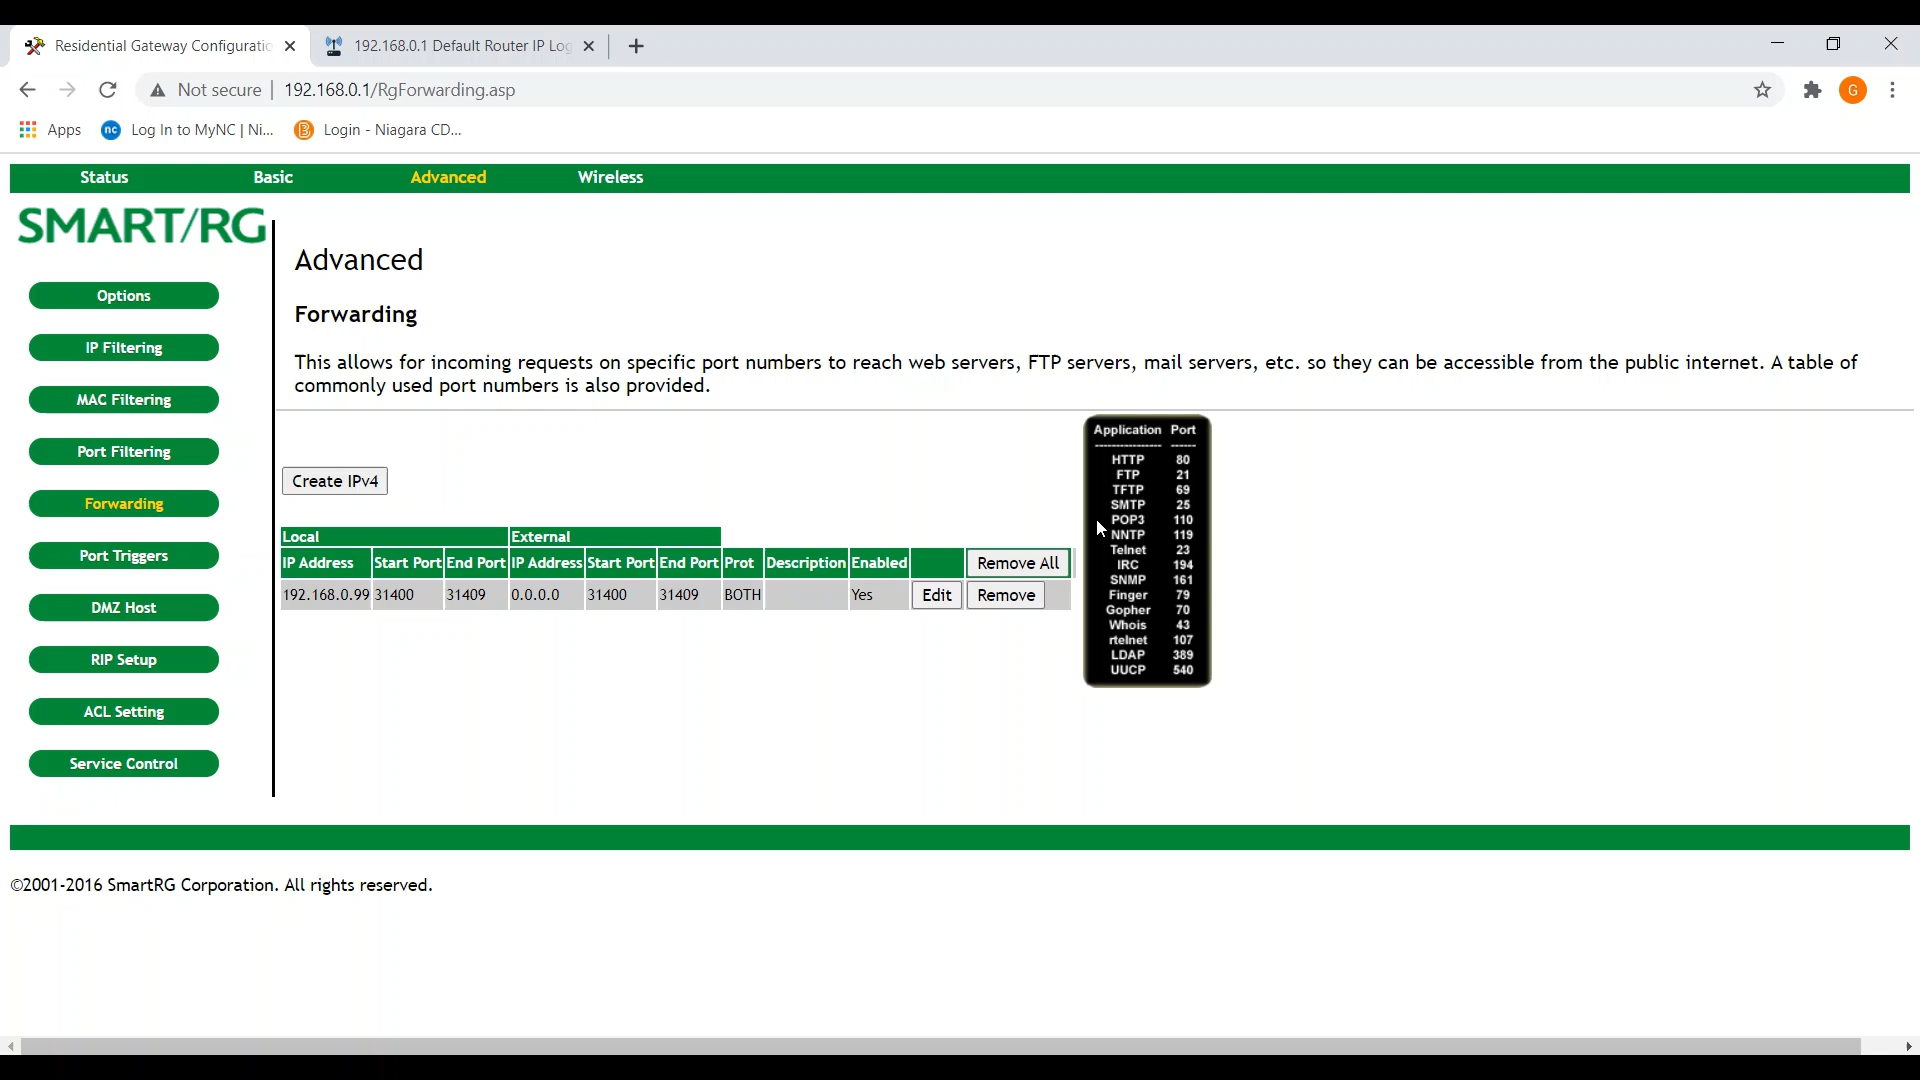 Residential Gateway Configuratio
192.168.0.1 Default Router IP Log
Not secure
192.168.0.1/RgForwarding.asp
G
Apps
nc
Log In to MyNC | Ni...
Login - Niagara CD...
Status
Basic
Advanced
Wireless
SMART/RG
Options
IP Filtering
MAC Filtering
Port Filtering
Forwarding
Port Triggers
DMZ Host
RIP Setup
ACL Setting
Service Control
Advanced
Forwarding
This allows for incoming requests on specific port numbers to reach web servers, FTP servers, mail servers, etc. so they can be accessible from the public internet. A table of
commonly used port numbers is also provided.
Create IPv4
Local External
IP Address Start Port End Port IP Address Start Port End Port Prot Description Enabled Remove All
192.168.0.99 31400 31409 0.0.0.0 31400 31409 BOTH Yes Edit Remove
Application Port
HTTP 80
FTP 21
TFTP 69
SMTP 25
POP3 110
NNTP 119
Telnet 23
IRC 194
SNMP 161
Finger 79
Gopher 70
Whois 43
rtelnet 107
LDAP 389
UUCP 540
©2001-2016 SmartRG Corporation. All rights reserved.